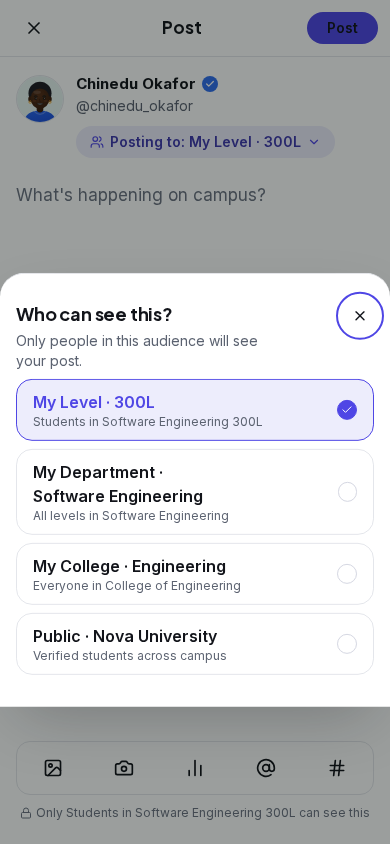 Post
Post
Chinedu Okafor
@chinedu_okafor
Posting to: My Level · 300L
What's happening on campus?
Who can see this?
Only people in this audience will see
your post.
My Level · 300L
Students in Software Engineering 300L
My Department ·
Software Engineering
All levels in Software Engineering
My College · Engineering
Everyone in College of Engineering
Public · Nova University
Verified students across campus
Only Students in Software Engineering 300L can see this